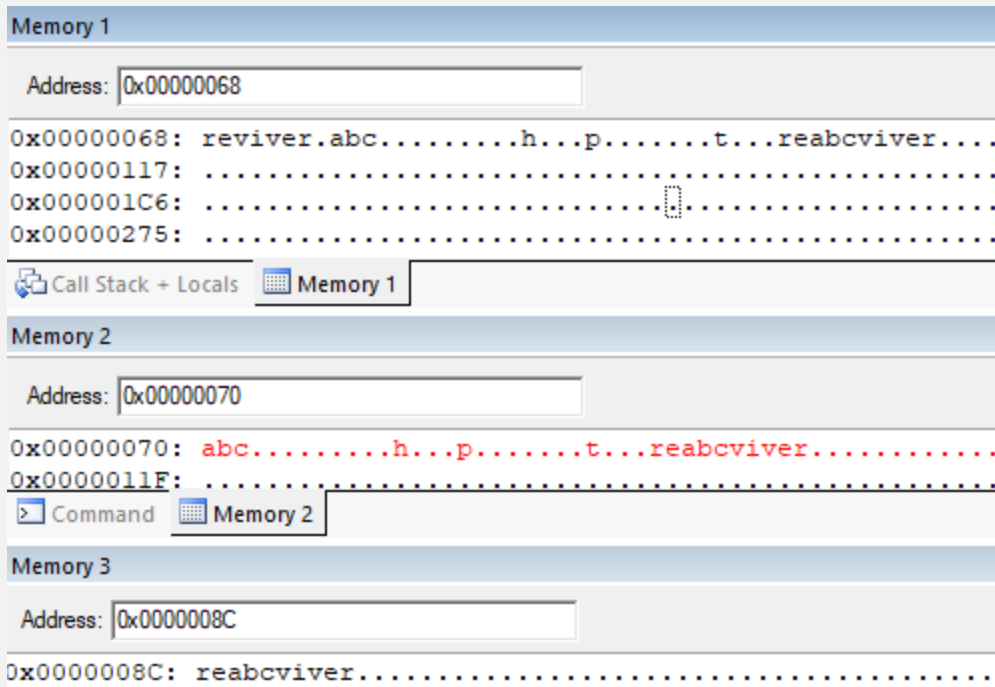 Memory 1
Address: 0x00000068
0x00000068: reviver.abc.........h...p.......t...reabcviver....
0x00000117: ..................................................
0x000001C6: ..................................................
0x00000275: ..................................................
Call Stack + Locals Memory 1
Memory 2
Address: 0x00000070
0x00000070: abc.........h...p.......t...reabcviver............
0x0000011F: ..................................................
Command Memory 2
Memory 3
Address: 0x0000008C
0x0000008C: reabcviver........................................